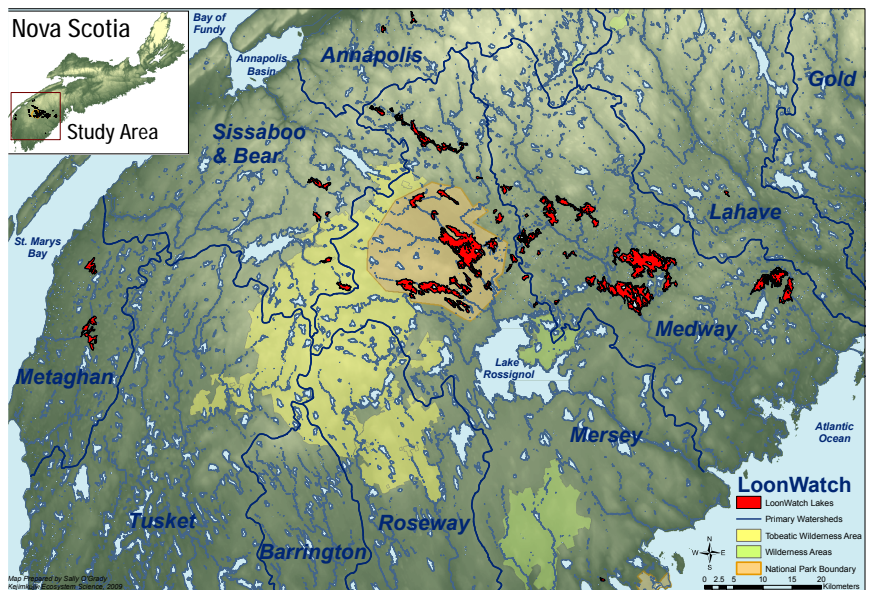 Nova Scotia
Study Area
Bay of
Fundy
Annapolis
Basin
Annapolis
Gold
Sissaboo
& Bear
Lahave
St. Marys
Bay
Medway
Metaghan
Lake
Rossignol
Mersey
Atlantic
Ocean
Tusket
Roseway
Barrington
LoonWatch
LoonWatch Lakes
Primary Watersheds
Tobeatic Wilderness Area
Wilderness Areas
National Park Boundary
N
W E
S
0 2.5 5 10 15 20
Kilometers
Map Prepared by Sally O'Grady
Kejimkujik Ecosystem Science, 2009